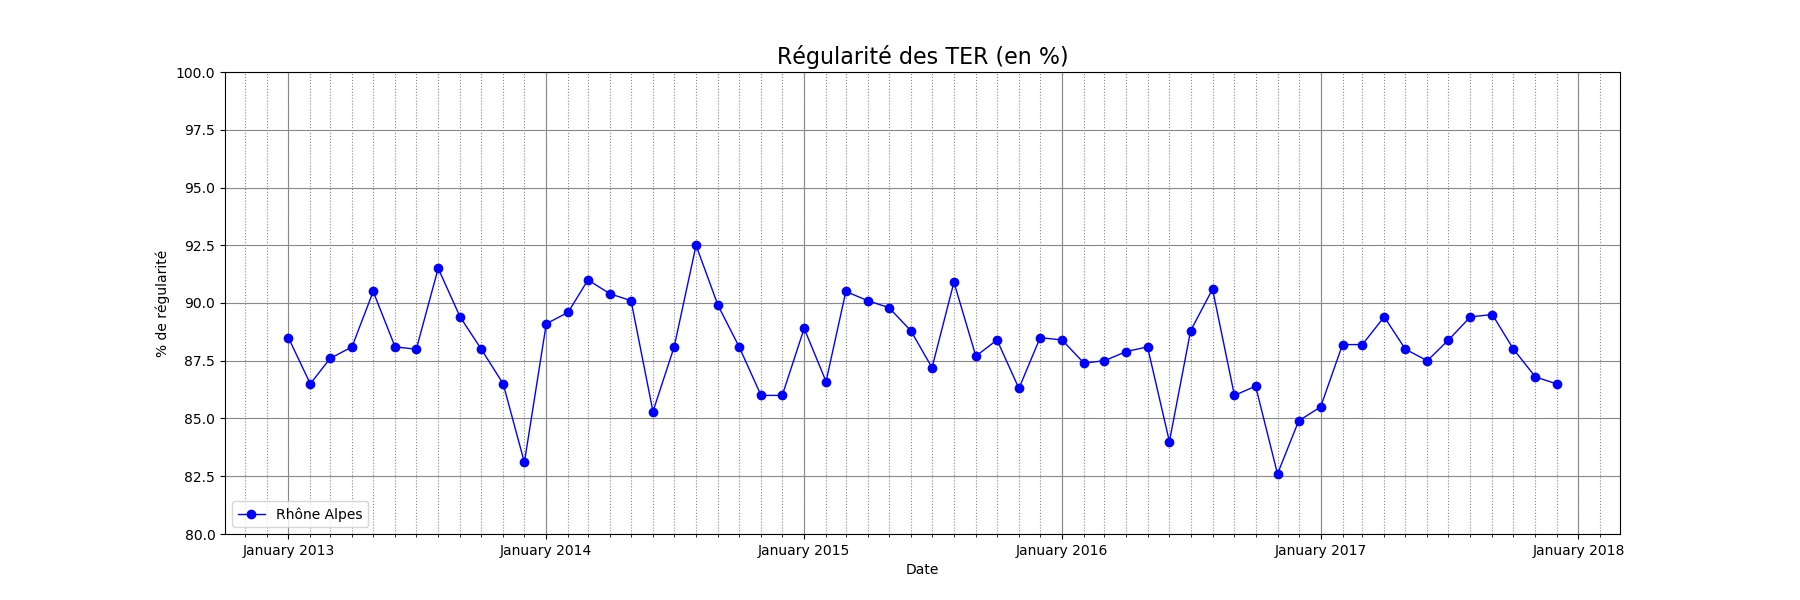 Régularité des TER (en %)
100.0
97.5
95.0
92.5
90.0
87.5
85.0
82.5
80.0
% de régularité
Rhône Alpes
January 2013
January 2014
January 2015
January 2016
January 2017
January 2018
Date